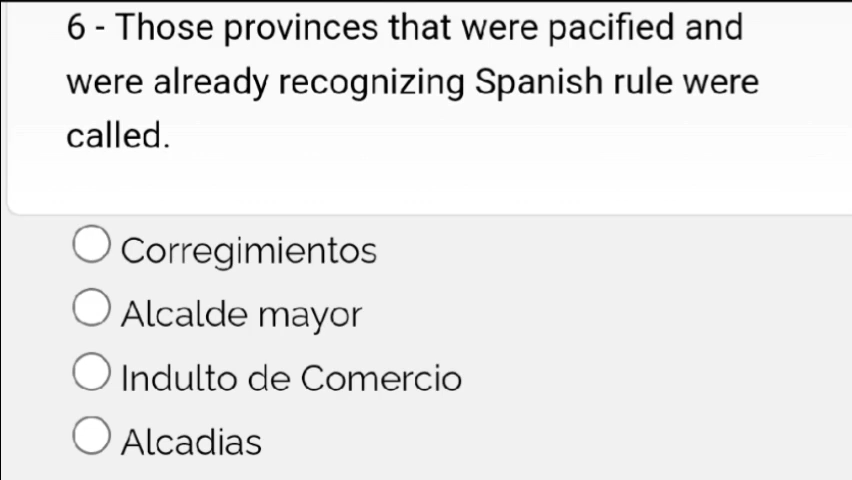 6 - Those provinces that were pacified and
were already recognizing Spanish rule were
called.
Corregimientos
Alcalde mayor
Indulto de Comercio
Alcadias